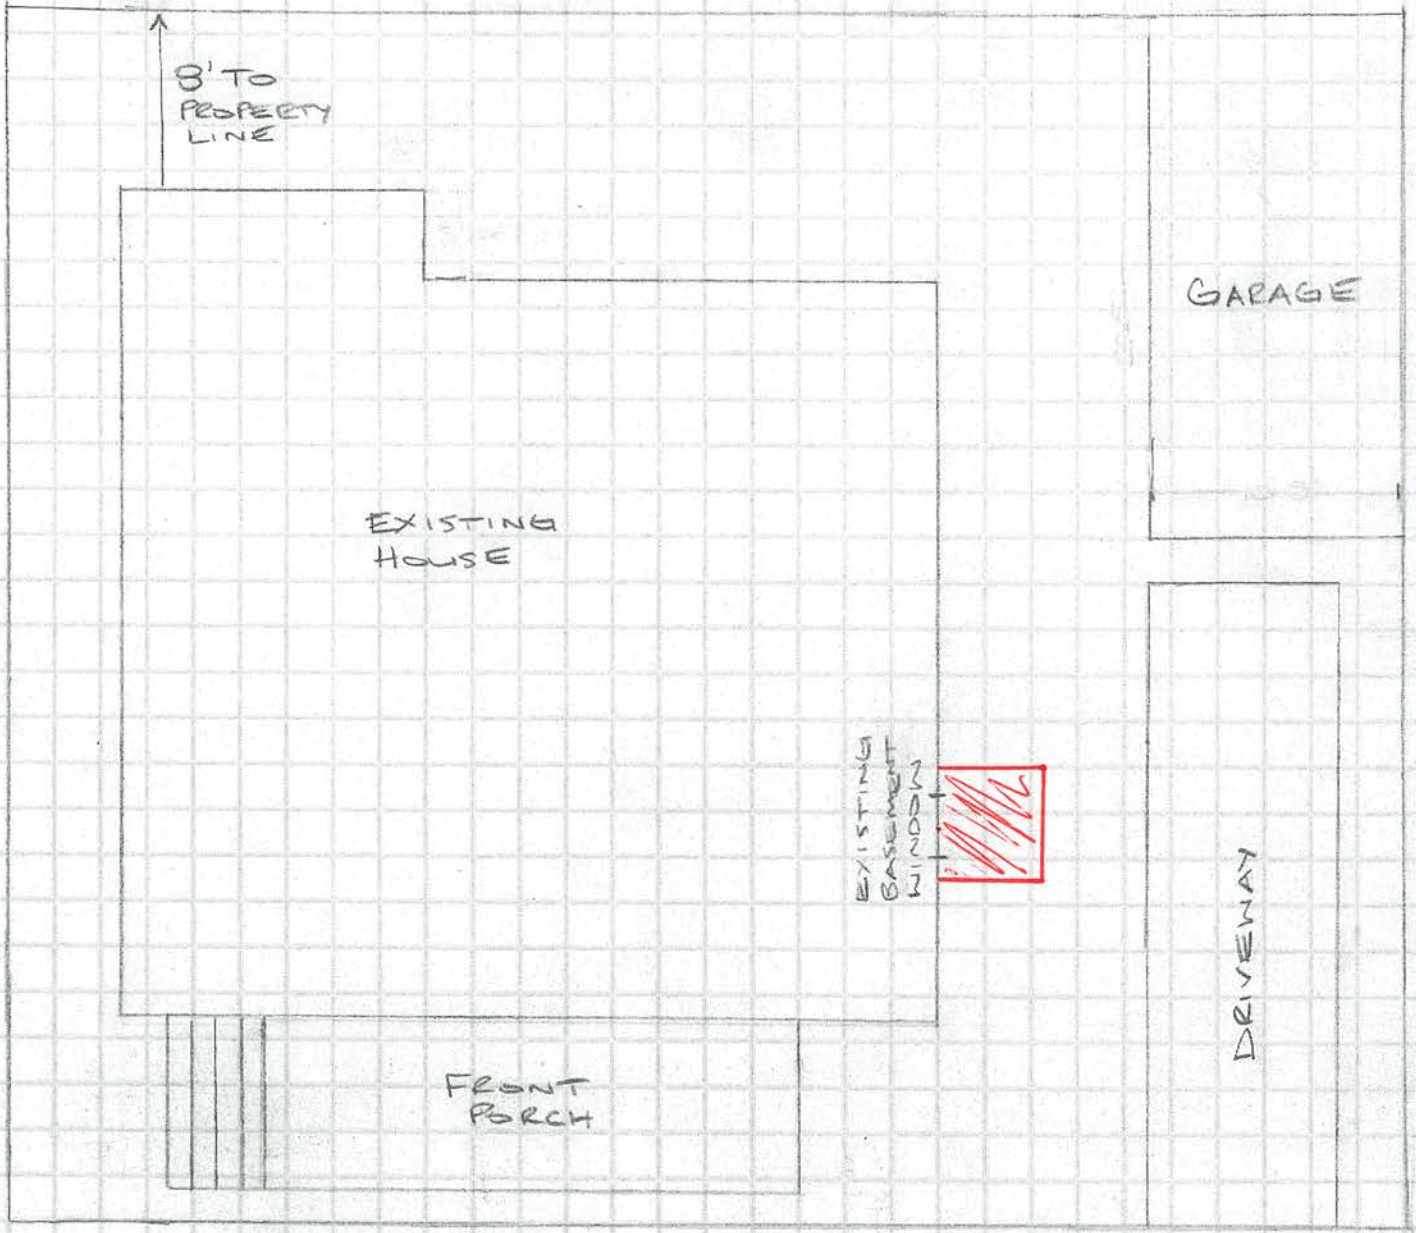 8' TO
PROPERTY
LINE
GARAGE
EXISTING
HOUSE
EXISTING
BASEMENT
WINDOW
DRIVEWAY
FRONT
PORCH